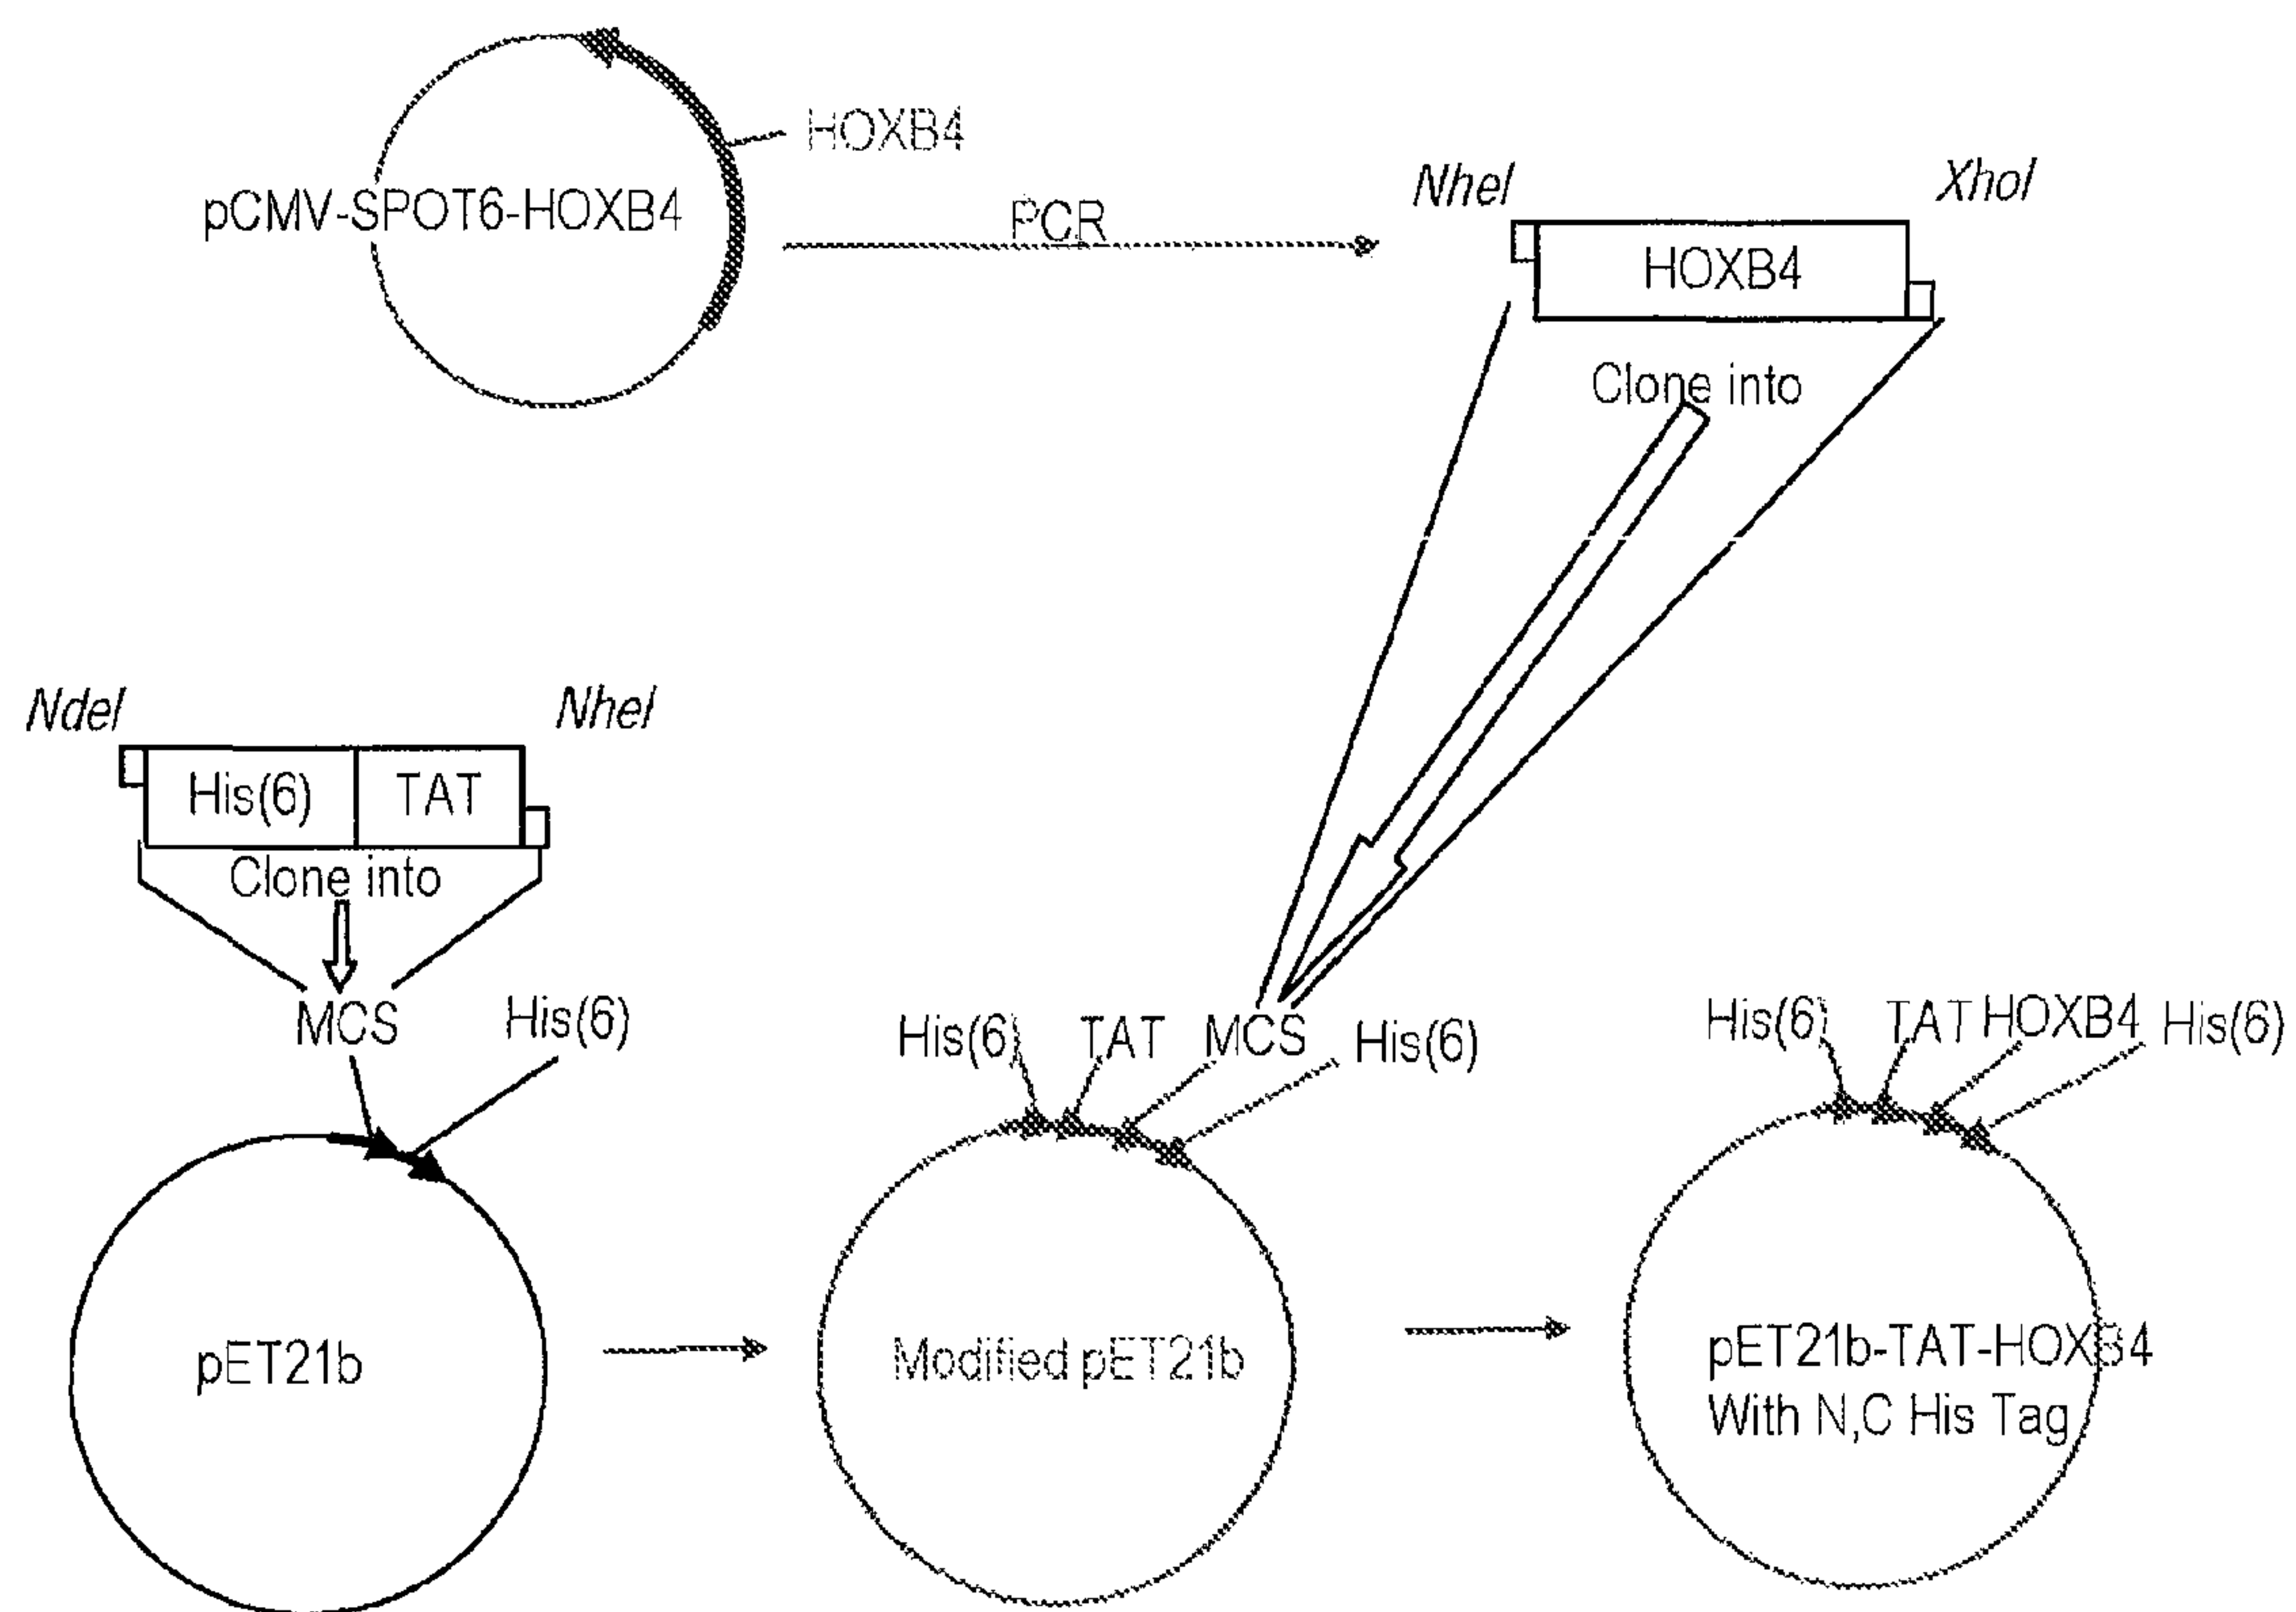 HOXB4
pCMV-SPOT6-HOXB4
PCR
NheI
XhoI
HOXB4
Clone into
NdeI
NheI
His(6)
TAT
Clone into
MCS
His(6)
His(6)
TAT
MCS
His(6)
His(6)
TAT
HOXB4
His(6)
pET21b
Modified pET21b
pET21b-TAT-HOXB4
With N,C His Tag